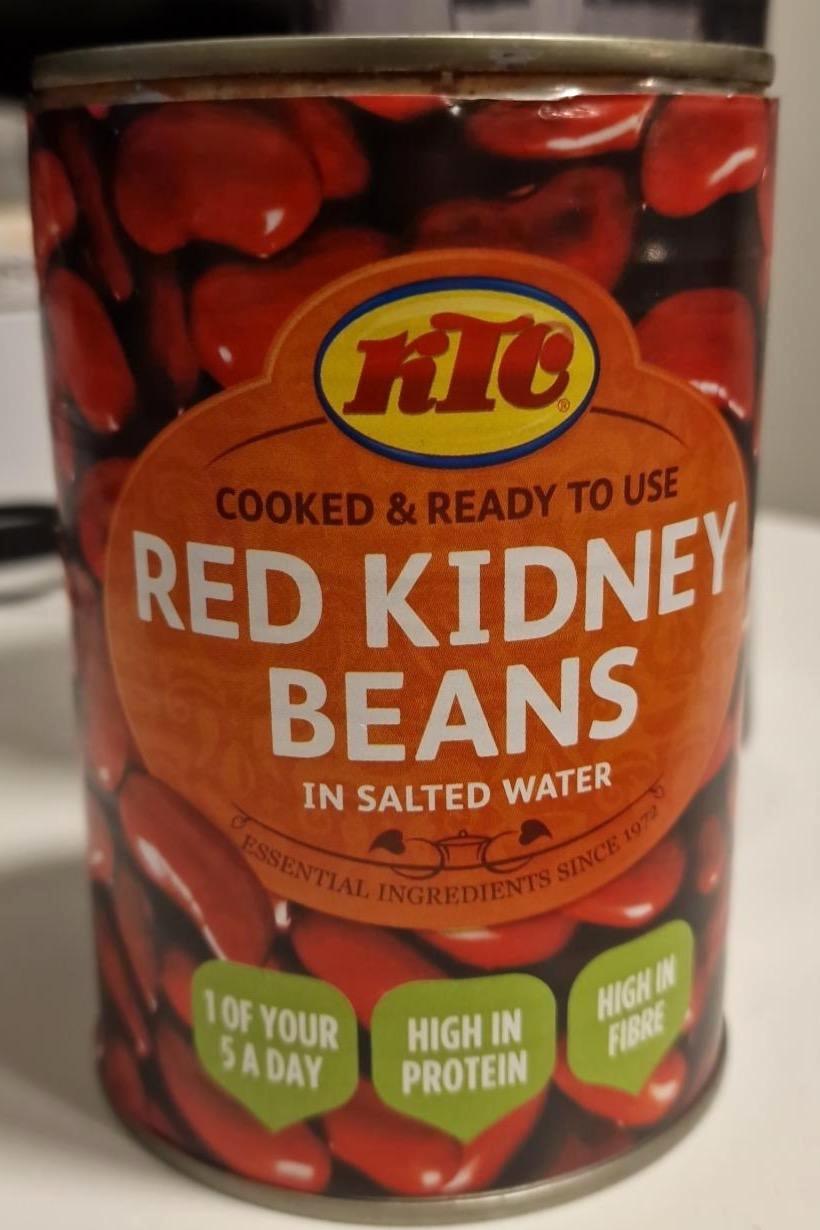 KTC®
COOKED & READY TO USE
RED KIDNEY
BEANS
IN SALTED WATER
ESSENTIAL INGREDIENTS SINCE 1972
1 OF YOUR
5 A DAY
HIGH IN
PROTEIN
HIGH IN
FIBRE